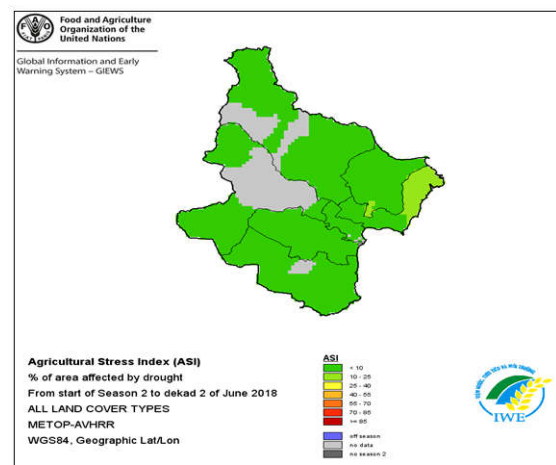 Food and Agriculture
Organization of the
United Nations
Global Information and Early
Warning System – GIEWS
Agricultural Stress Index (ASI)
% of area affected by drought
From start of Season 2 to dekad 2 of June 2018
ALL LAND COVER TYPES
METOP-AVHRR
WGS84, Geographic Lat/Lon
ASI
< 10
10 - 25
25 - 40
40 - 55
55 - 70
70 - 85
>= 85
off season
no data
no season 2
IWE